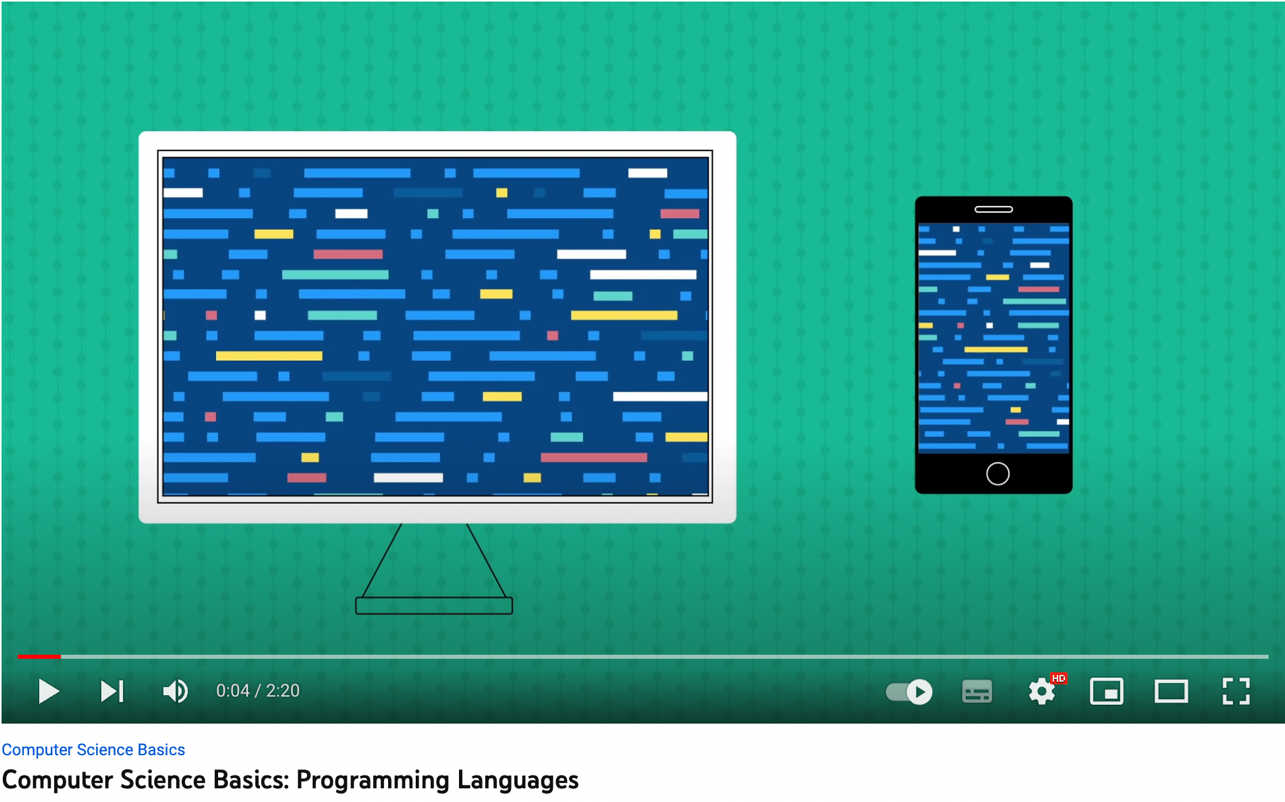 0:04 / 2:20
HD
Computer Science Basics
Computer Science Basics: Programming Languages